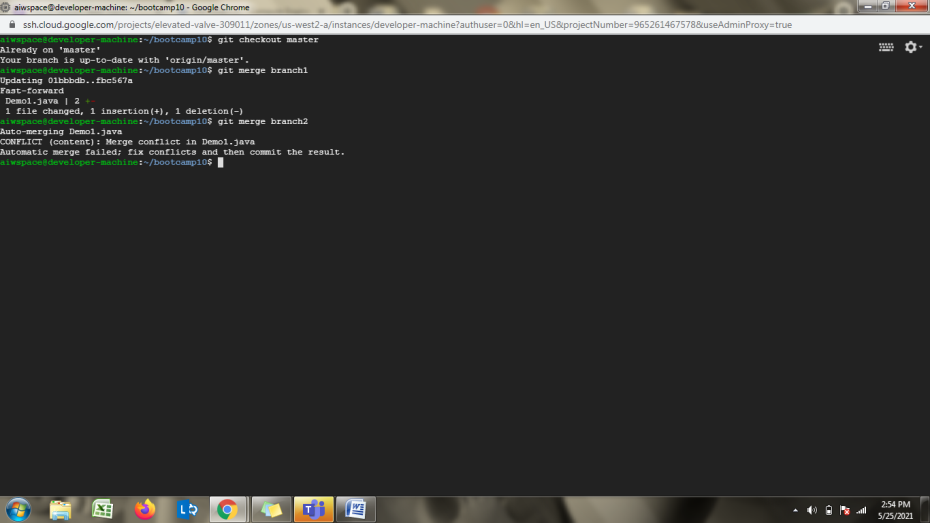 aiwspace@developer-machine: ~/bootcamp10 - Google Chrome
ssh.cloud.google.com/projects/elevated-valve-309011/zones/us-west2-a/instances/developer-machine?authuser=0&hl=en_US&projectNumber=965261467578&useAdminProxy=true
aiwspace@developer-machine:~/bootcamp10$ git checkout master
Already on 'master'
Your branch is up-to-date with 'origin/master'.
aiwspace@developer-machine:~/bootcamp10$ git merge branch1
Updating 01bbbdb..fbc567a
Fast-forward
 Demo1.java | 2 +-
 1 file changed, 1 insertion(+), 1 deletion(-)
aiwspace@developer-machine:~/bootcamp10$ git merge branch2
Auto-merging Demo1.java
CONFLICT (content): Merge conflict in Demo1.java
Automatic merge failed; fix conflicts and then commit the result.
aiwspace@developer-machine:~/bootcamp10$
2:54 PM
5/25/2021